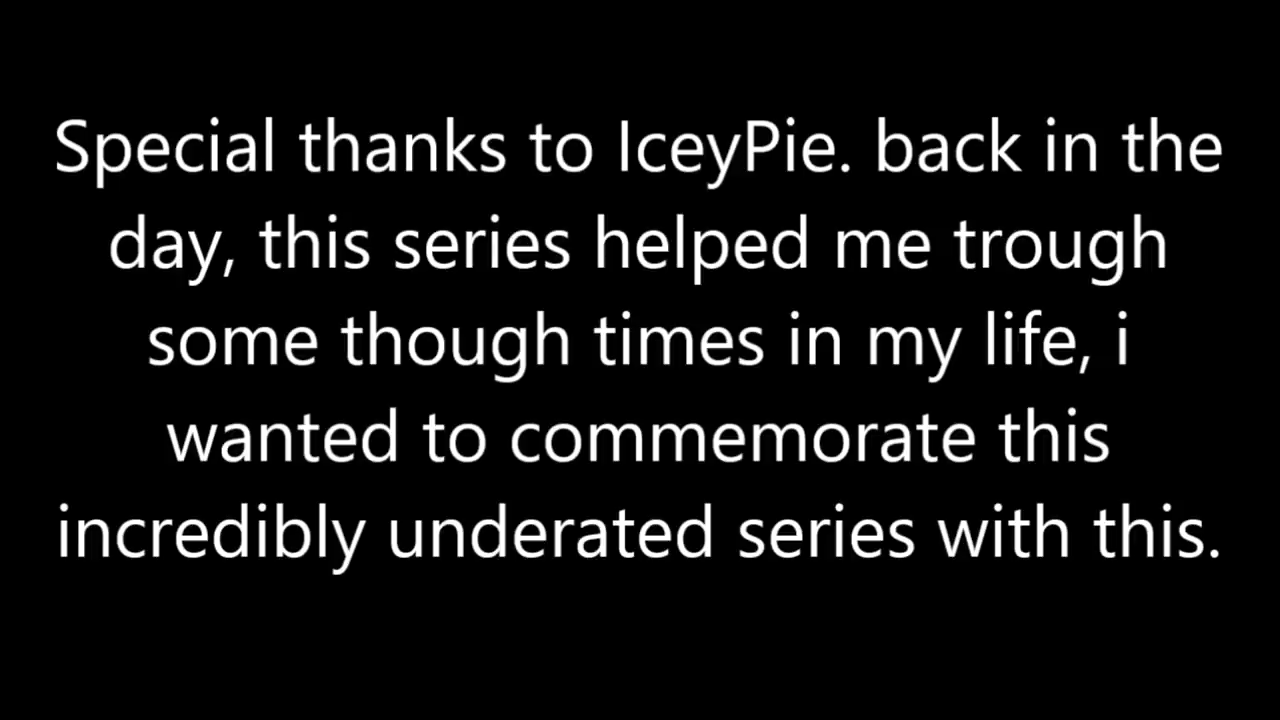 Special thanks to IceyPie. back in the
day, this series helped me trough
some though times in my life, i
wanted to commemorate this
incredibly underated series with this.